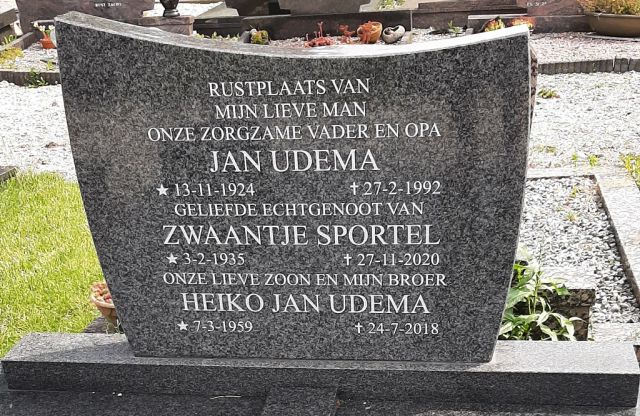 RUSTPLAATS VAN
MIJN LIEVE MAN
ONZE ZORGZAME VADER EN OPA
JAN UDEMA
★ 13-11-1924 † 27-2-1992
GELIEFDE ECHTGENOOT VAN
ZWAANTJE SPORTEL
★ 3-2-1935 † 27-11-2020
ONZE LIEVE ZOON EN MIJN BROER
HEIKO JAN UDEMA
★ 7-3-1959 † 24-7-2018